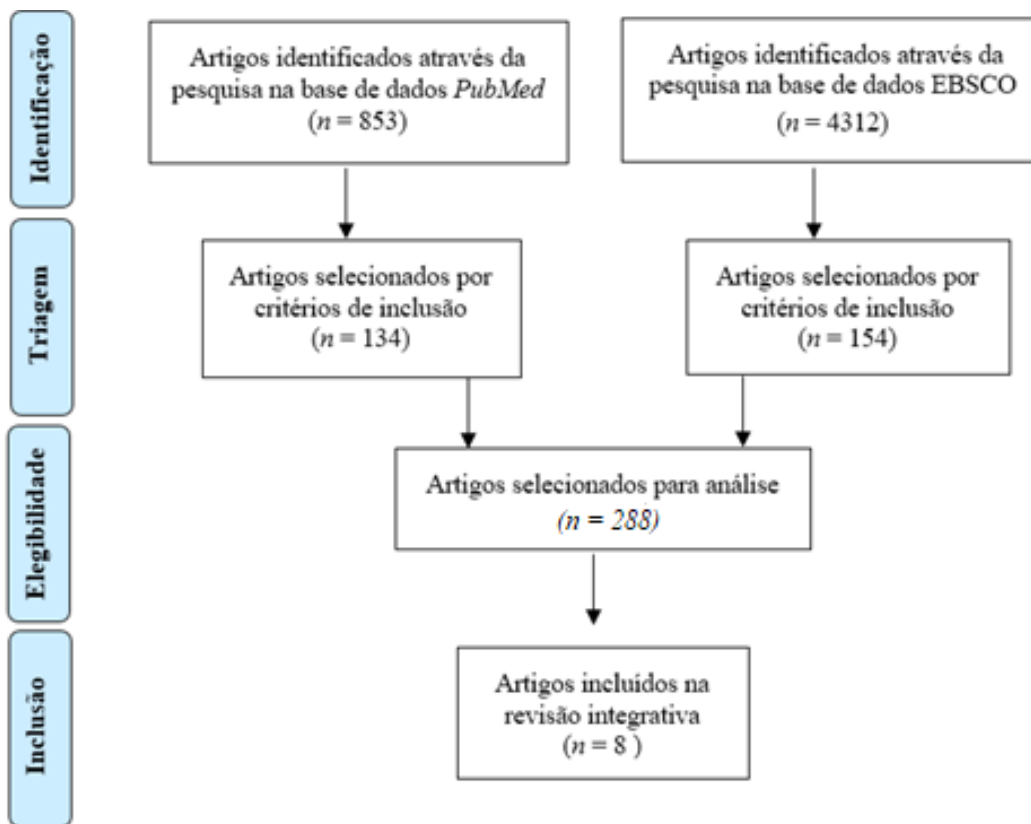 Identificação
Artigos identificados através da
pesquisa na base de dados PubMed
(n = 853)
Artigos identificados através da
pesquisa na base de dados EBSCO
(n = 4312)
Triagem
Artigos selecionados por
critérios de inclusão
(n = 134)
Artigos selecionados por
critérios de inclusão
(n = 154)
Elegibilidade
Artigos selecionados para análise
(n = 288)
Inclusão
Artigos incluídos na
revisão integrativa
(n = 8 )